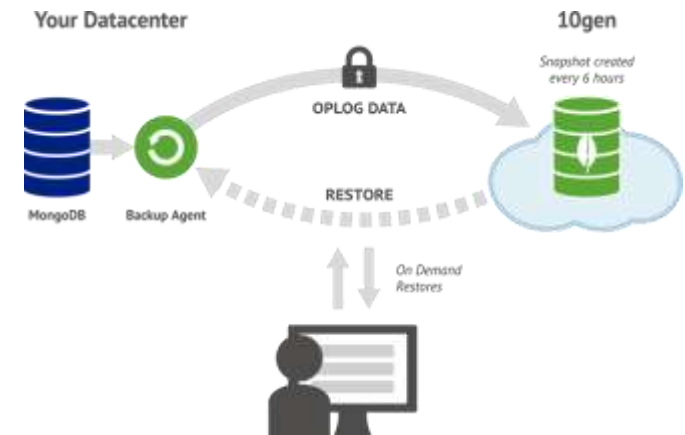 Your Datacenter
10gen
Snapshot created
every 6 hours
OPLOG DATA
RESTORE
MongoDB
Backup Agent
On Demand
Restores